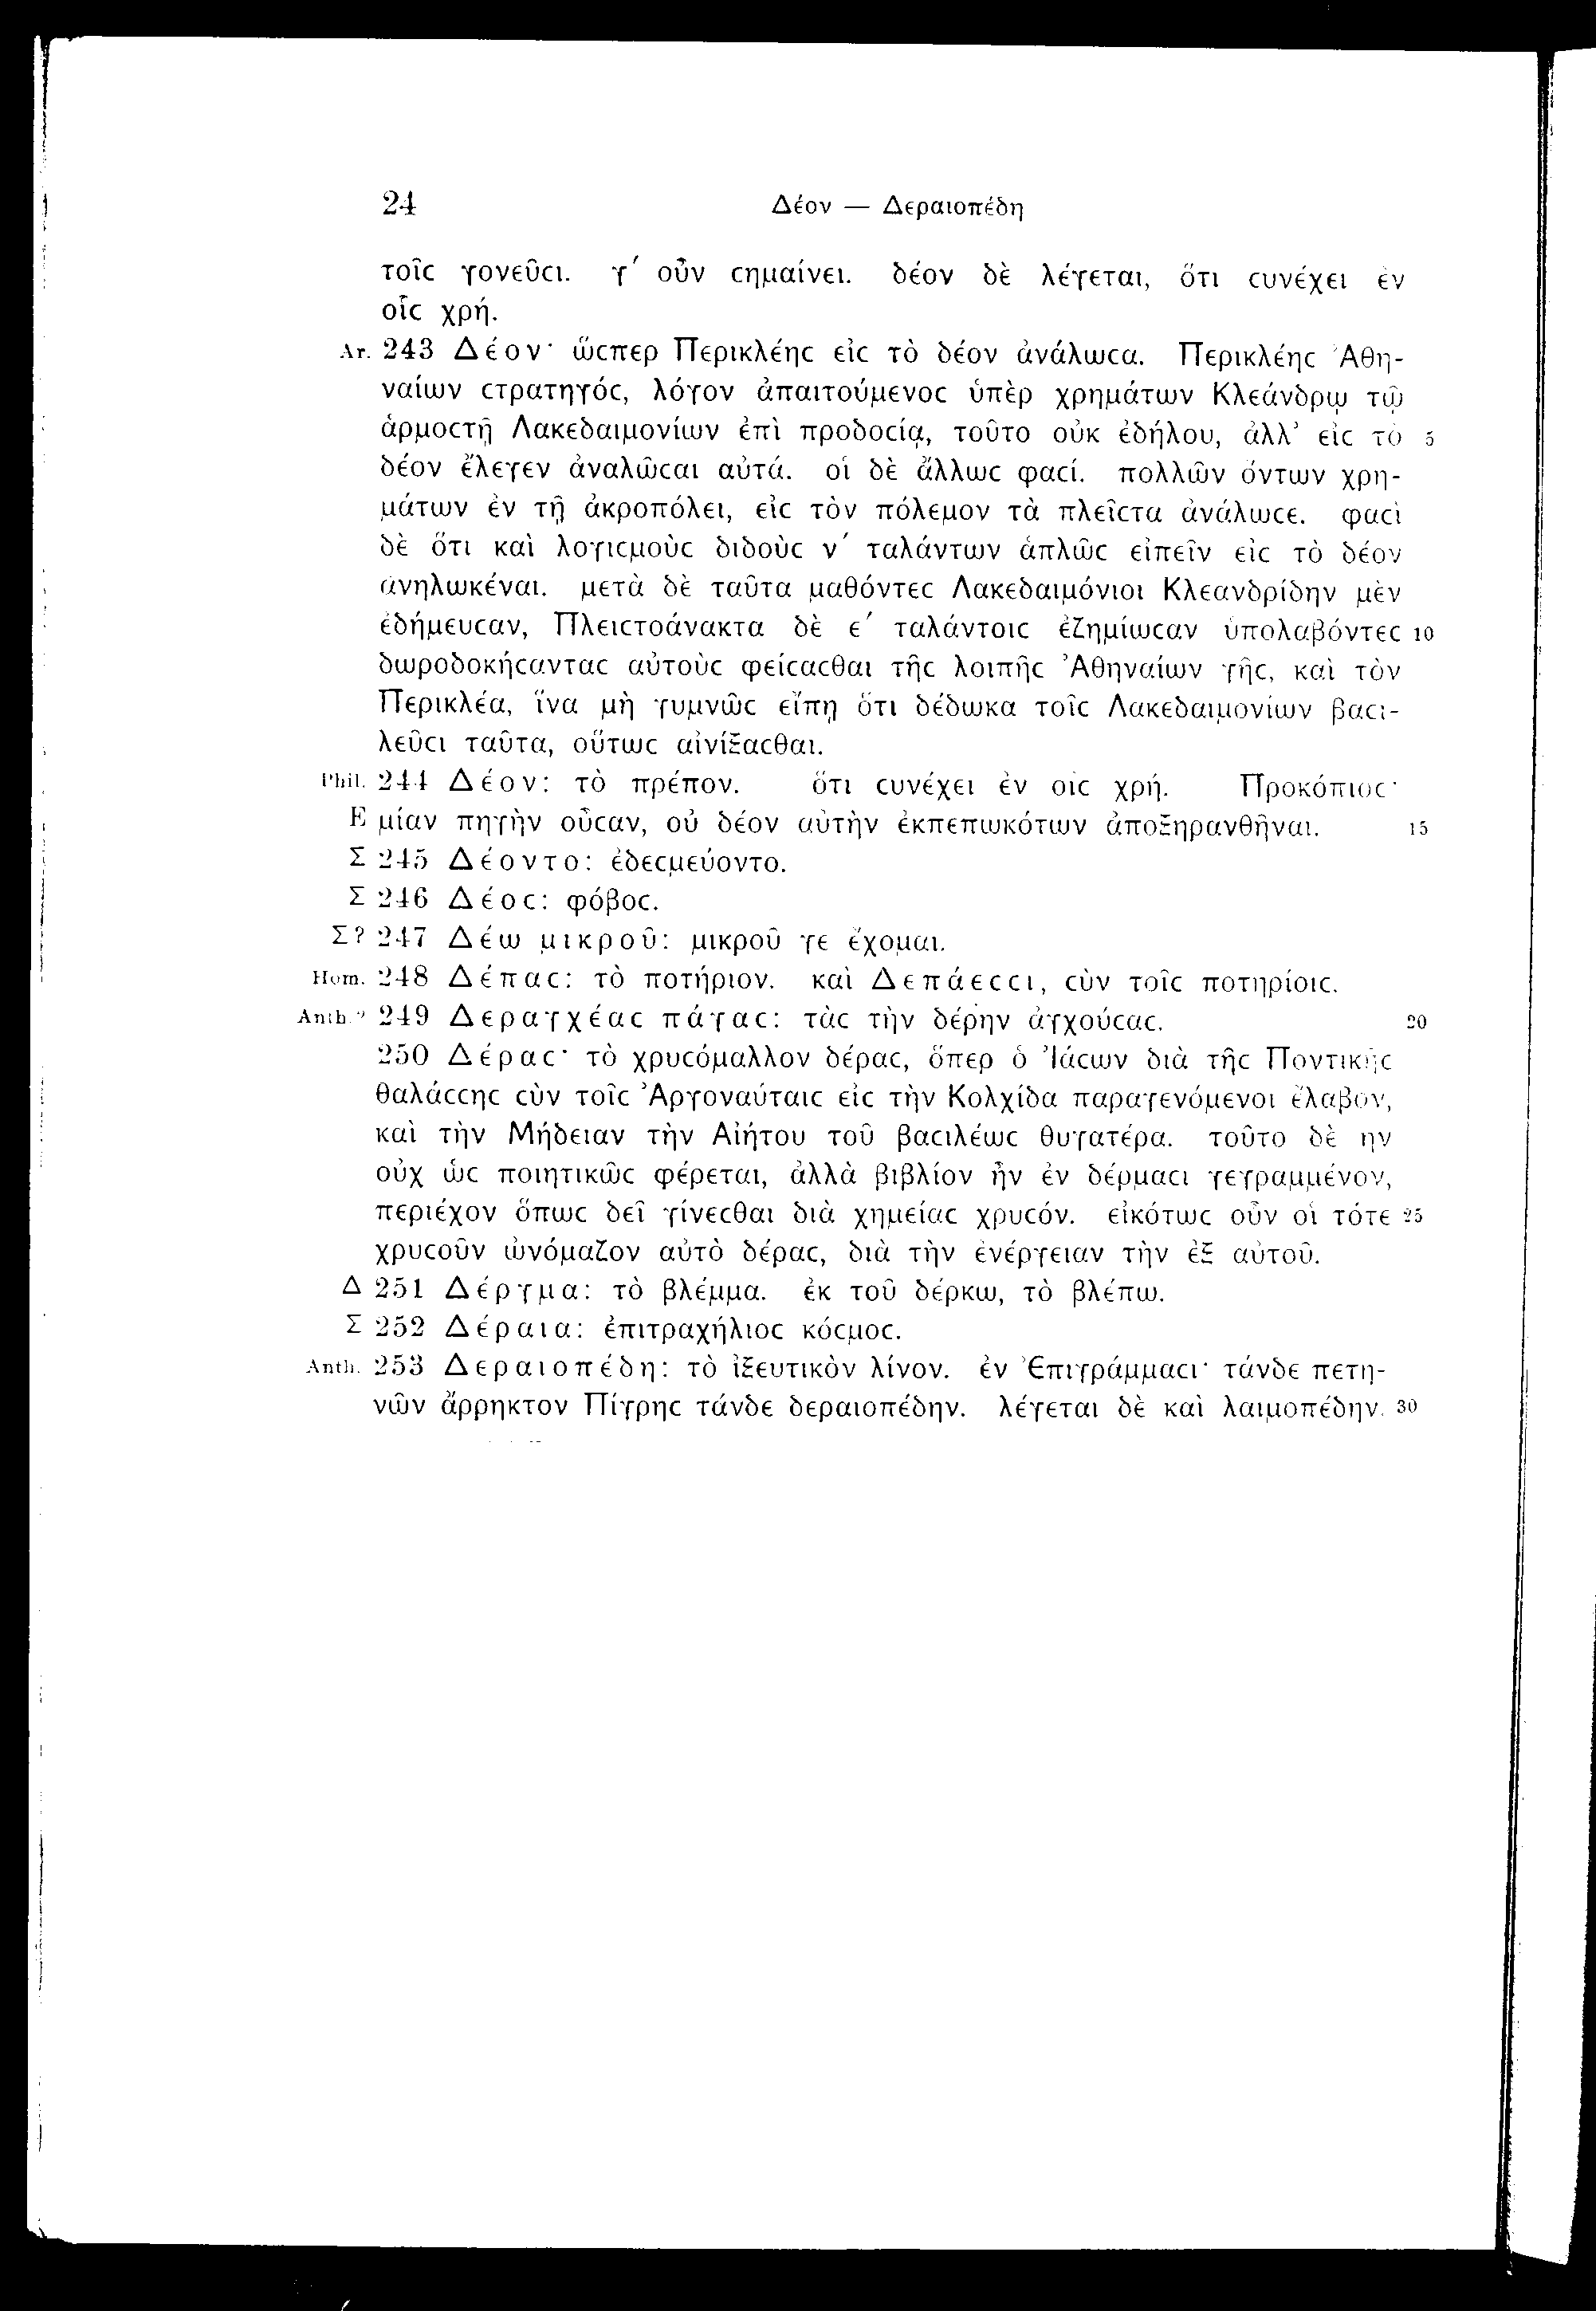 24 Δέον — Δεραιοπέδη
τοῖϲ γονεῦϲι. γ′ οὖν ϲημαίνει. δέον δὲ λέγεται, ὅτι ϲυνέχει ἐν
οἷϲ χρή.
Ar. 243 Δέον· ὥϲπερ Περικλέηϲ εἰϲ τὸ δέον ἀνάλωϲα. Περικλέηϲ Ἀθη-
ναίων ϲτρατηγόϲ, λόγον ἀπαιτούμενοϲ ὑπὲρ χρημάτων Κλεάνδρῳ τῷ
ἁρμοϲτῇ Λακεδαιμονίων ἐπὶ προδοϲίᾳ, τοῦτο οὐκ ἐδήλου, ἀλλ’ εἰϲ τὸ 5
δέον ἔλεγεν ἀναλῶϲαι αὐτά. οἱ δὲ ἄλλωϲ φαϲί. πολλῶν ὄντων χρη-
μάτων ἐν τῇ ἀκροπόλει, εἰϲ τὸν πόλεμον τὰ πλεῖϲτα ἀνάλωϲε. φαϲὶ
δὲ ὅτι καὶ λογιϲμοὺϲ διδοὺϲ ν′ ταλάντων ἁπλῶϲ εἰπεῖν εἰϲ τὸ δέον
ἀνηλωκέναι. μετὰ δὲ ταῦτα μαθόντεϲ Λακεδαιμόνιοι Κλεανδρίδην μὲν
ἐδήμευϲαν, Πλειϲτοάνακτα δὲ ε′ ταλάντοιϲ ἐζημίωϲαν ὑπολαβόντεϲ 10
δωροδοκήϲανταϲ αὐτοὺϲ φείϲαϲθαι τῆϲ λοιπῆϲ Ἀθηναίων γῆϲ, καὶ τὸν
Περικλέα, ἵνα μὴ γυμνῶϲ εἴπῃ ὅτι δέδωκα τοῖϲ Λακεδαιμονίων βαϲι-
λεῦϲι ταῦτα, οὕτωϲ αἰνίξαϲθαι.
Phil. 244 Δέον: τὸ πρέπον. ὅτι ϲυνέχει ἐν οἷϲ χρή. Προκόπιοϲ·
E μίαν πηγὴν οὖϲαν, οὐ δέον αὐτὴν ἐκπεπωκότων ἀποξηρανθῆναι. 15
Σ 245 Δέοντο: ἐδεϲμεύοντο.
Σ 246 Δέοϲ: φόβοϲ.
Σ? 247 Δέω μικροῦ: μικροῦ γε ἔχομαι.
Hom. 248 Δέπαϲ: τὸ ποτήριον. καὶ Δεπάεϲϲι, ϲὺν τοῖϲ ποτηρίοιϲ.
Anth.? 249 Δεραγχέαϲ πάγαϲ: τὰϲ τὴν δέρην ἀγχούϲαϲ. 20
250 Δέραϲ· τὸ χρυϲόμαλλον δέραϲ, ὅπερ ὁ Ἰάϲων διὰ τῆϲ Ποντικῆϲ
θαλάϲϲηϲ ϲὺν τοῖϲ Ἀργοναύταιϲ εἰϲ τὴν Κολχίδα παραγενόμενοι ἔλαβον,
καὶ τὴν Μήδειαν τὴν Αἰήτου τοῦ βαϲιλέωϲ θυγατέρα. τοῦτο δὲ ἦν
οὐχ ὡϲ ποιητικῶϲ φέρεται, ἀλλὰ βιβλίον ἦν ἐν δέρμαϲι γεγραμμένον,
περιέχον ὅπωϲ δεῖ γίνεϲθαι διὰ χημείαϲ χρυϲόν. εἰκότωϲ οὖν οἱ τότε 25
χρυϲοῦν ὠνόμαζον αὐτὸ δέραϲ, διὰ τὴν ἐνέργειαν τὴν ἐξ αὐτοῦ.
Δ 251 Δέργμα: τὸ βλέμμα. ἐκ τοῦ δέρκω, τὸ βλέπω.
Σ 252 Δέραια: ἐπιτραχήλιοϲ κόϲμοϲ.
Anth. 253 Δεραιοπέδη: τὸ ἰξευτικὸν λίνον. ἐν Ἐπιγράμμαϲι· τάνδε πετη-
νῶν ἄρρηκτον Πίγρηϲ τάνδε δεραιοπέδην. λέγεται δὲ καὶ λαιμοπέδην. 30